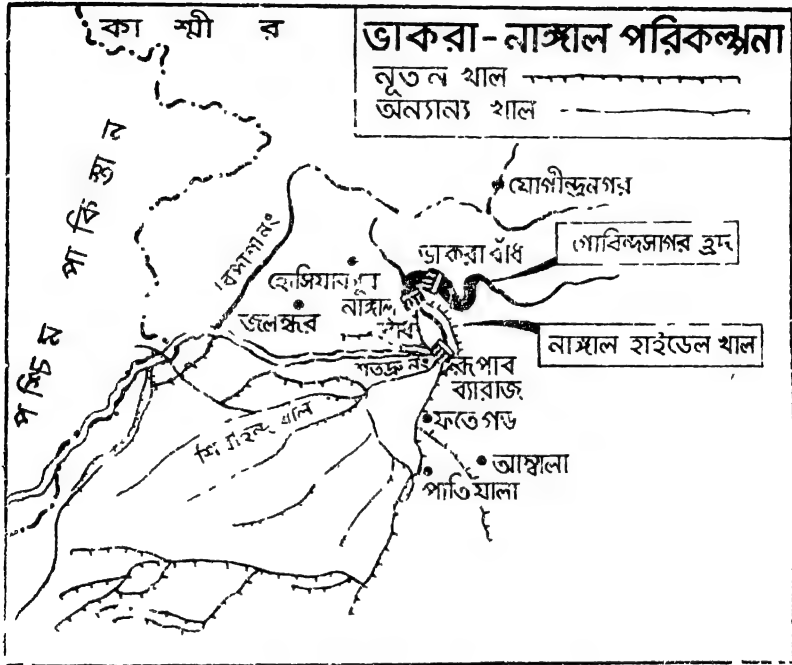 কাশ্মীর
ভাকরা-নাঙ্গাল পরিকল্পনা
নূতন খাল
অন্যান্য খাল
পশ্চিম পাকিস্তান
যোগীন্দ্রনগর
ভাকরা বাঁধ
গোবিন্দসাগর হ্রদ
বিপাশা নং
হোসিয়ারপুর
নাঙ্গাল বাঁধ
জলন্ধর
নাঙ্গাল হাইডেল খাল
শতদ্রু নং
রূপার
ব্যারাজ
ফতেগড
খাল
আম্বালা
পাতিয়ালা